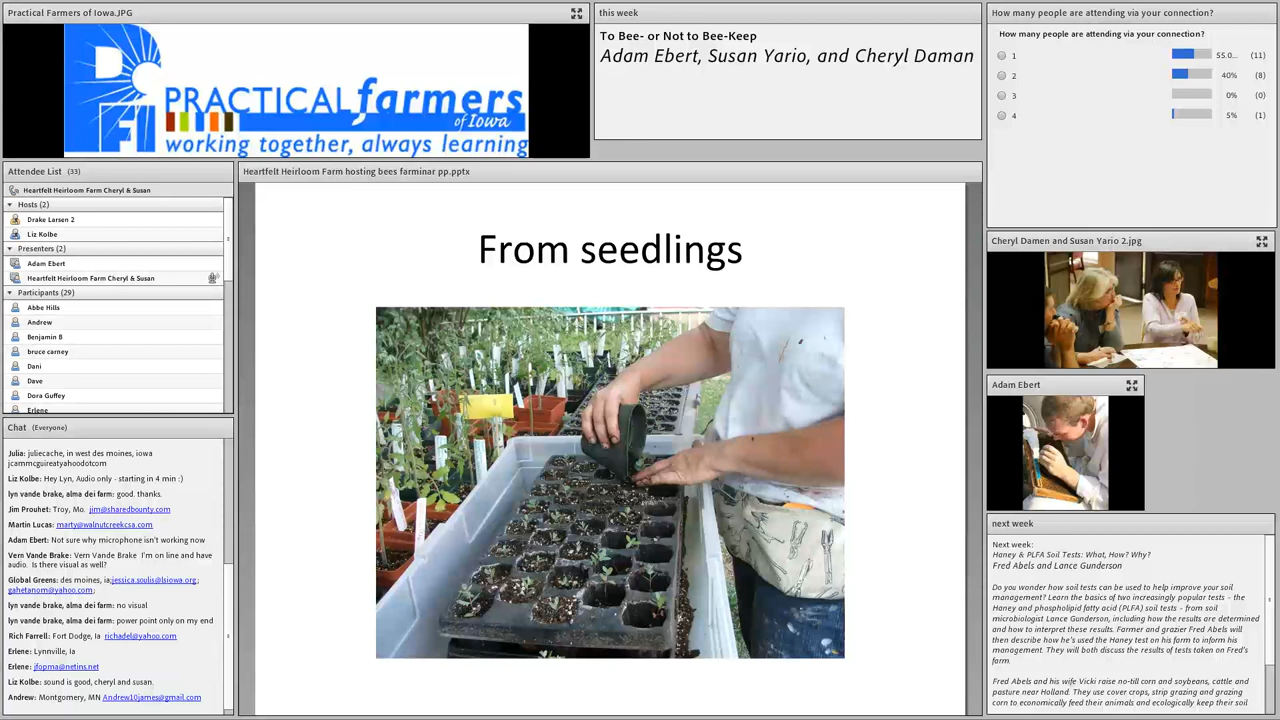 Practical Farmers of Iowa.JPG
PFI
PRACTICAL farmers
of Iowa
working together, always learning
this week
To Bee- or Not to Bee-Keep
Adam Ebert, Susan Yario, and Cheryl Daman
How many people are attending via your connection?
How many people are attending via your connection?
1 55.0... (11)
2 40% (8)
3 0% (0)
4 5% (1)
Attendee List (33)
Heartfelt Heirloom Farm Cheryl & Susan
Hosts (2)
Drake Larsen 2
Liz Kolbe
Presenters (2)
Adam Ebert
Heartfelt Heirloom Farm Cheryl & Susan
Participants (29)
Abbe Hills
Andrew
Benjamin B
bruce carney
Dani
Dave
Dora Guffey
Erlene
Chat (Everyone)
Julia: juliecache, in west des moines, iowa
jcammcguireatyahoodotcom
Liz Kolbe: Hey Lyn, Audio only - starting in 4 min :)
lyn vande brake, alma dei farm: good. thanks.
Jim Prouhet: Troy, Mo. jim@sharedbounty.com
Martin Lucas: marty@walnutcreekcsa.com
Adam Ebert: Not sure why microphone isn't working now
Vern Vande Brake: Vern Vande Brake I'm on line and have
audio. Is there visual as well?
Global Greens: des moines, ia;jessica.soulis@lsiowa.org;
gahetanom@yahoo.com;
lyn vande brake, alma dei farm: no visual
lyn vande brake, alma dei farm: power point only on my end
Rich Farrell: Fort Dodge, Ia richadel@yahoo.com
Erlene: Lynnville, Ia
Erlene: jfopma@netins.net
Liz Kolbe: sound is good, cheryl and susan.
Andrew: Montgomery, MN Andrew10james@gmail.com
Heartfelt Heirloom Farm hosting bees farminar pp.pptx
From seedlings
Cheryl Damen and Susan Yario 2.jpg
Adam Ebert
next week
Next week:
Haney & PLFA Soil Tests: What, How? Why?
Fred Abels and Lance Gunderson
Do you wonder how soil tests can be used to help improve your soil
management? Learn the basics of two increasingly popular tests - the
Haney and phospholipid fatty acid (PLFA) soil tests - from soil
microbiologist Lance Gunderson, including how the results are determined
and how to interpret these results. Farmer and grazier Fred Abels will
then describe how he's used the Haney test on his farm to inform his
management. They will both discuss the results of tests taken on Fred's
farm.
Fred Abels and his wife Vicki raise no-till corn and soybeans, cattle and
pasture near Holland. They use cover crops, strip grazing and grazing
corn to economically feed their animals and ecologically keep their soil